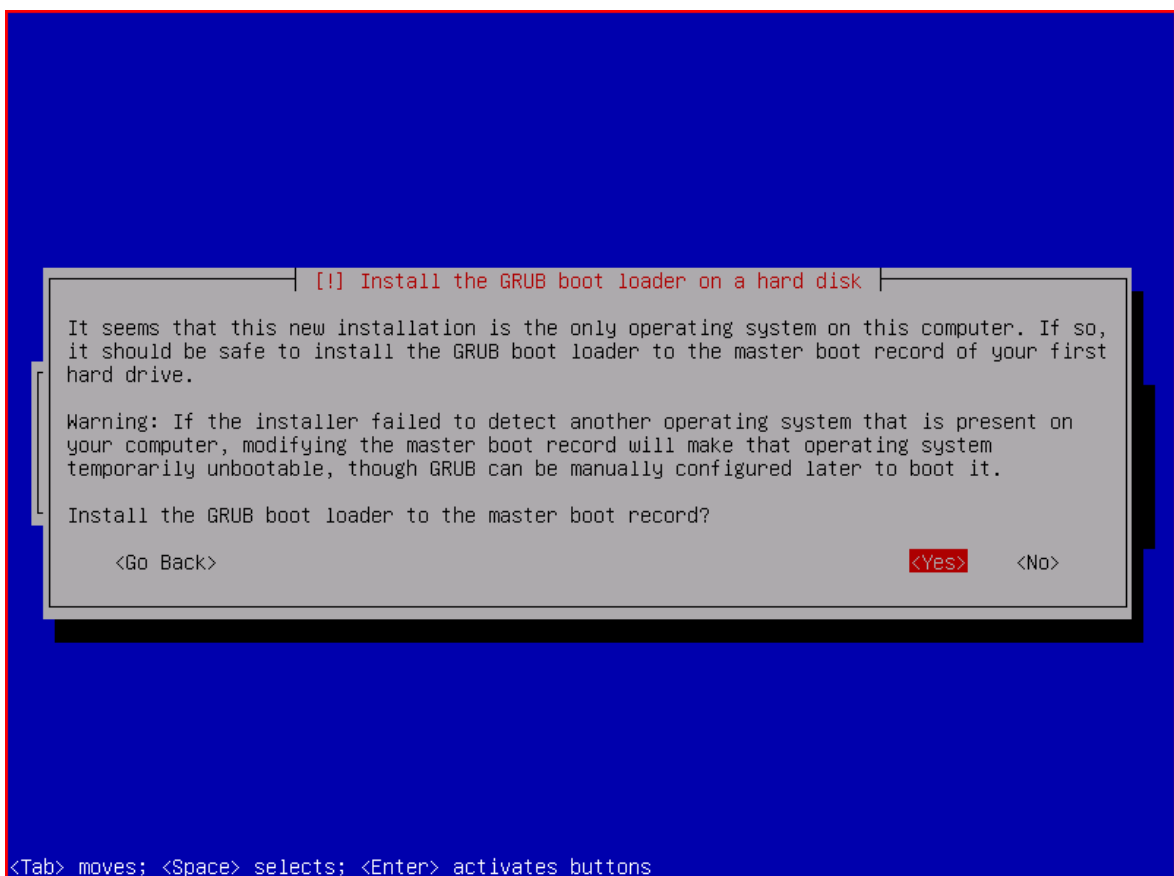 [!] Install the GRUB boot loader on a hard disk
It seems that this new installation is the only operating system on this computer. If so,
it should be safe to install the GRUB boot loader to the master boot record of your first
hard drive.
Warning: If the installer failed to detect another operating system that is present on
your computer, modifying the master boot record will make that operating system
temporarily unbootable, though GRUB can be manually configured later to boot it.
Install the GRUB boot loader to the master boot record?
<Go Back> <Yes> <No>
<Tab> moves; <Space> selects; <Enter> activates buttons